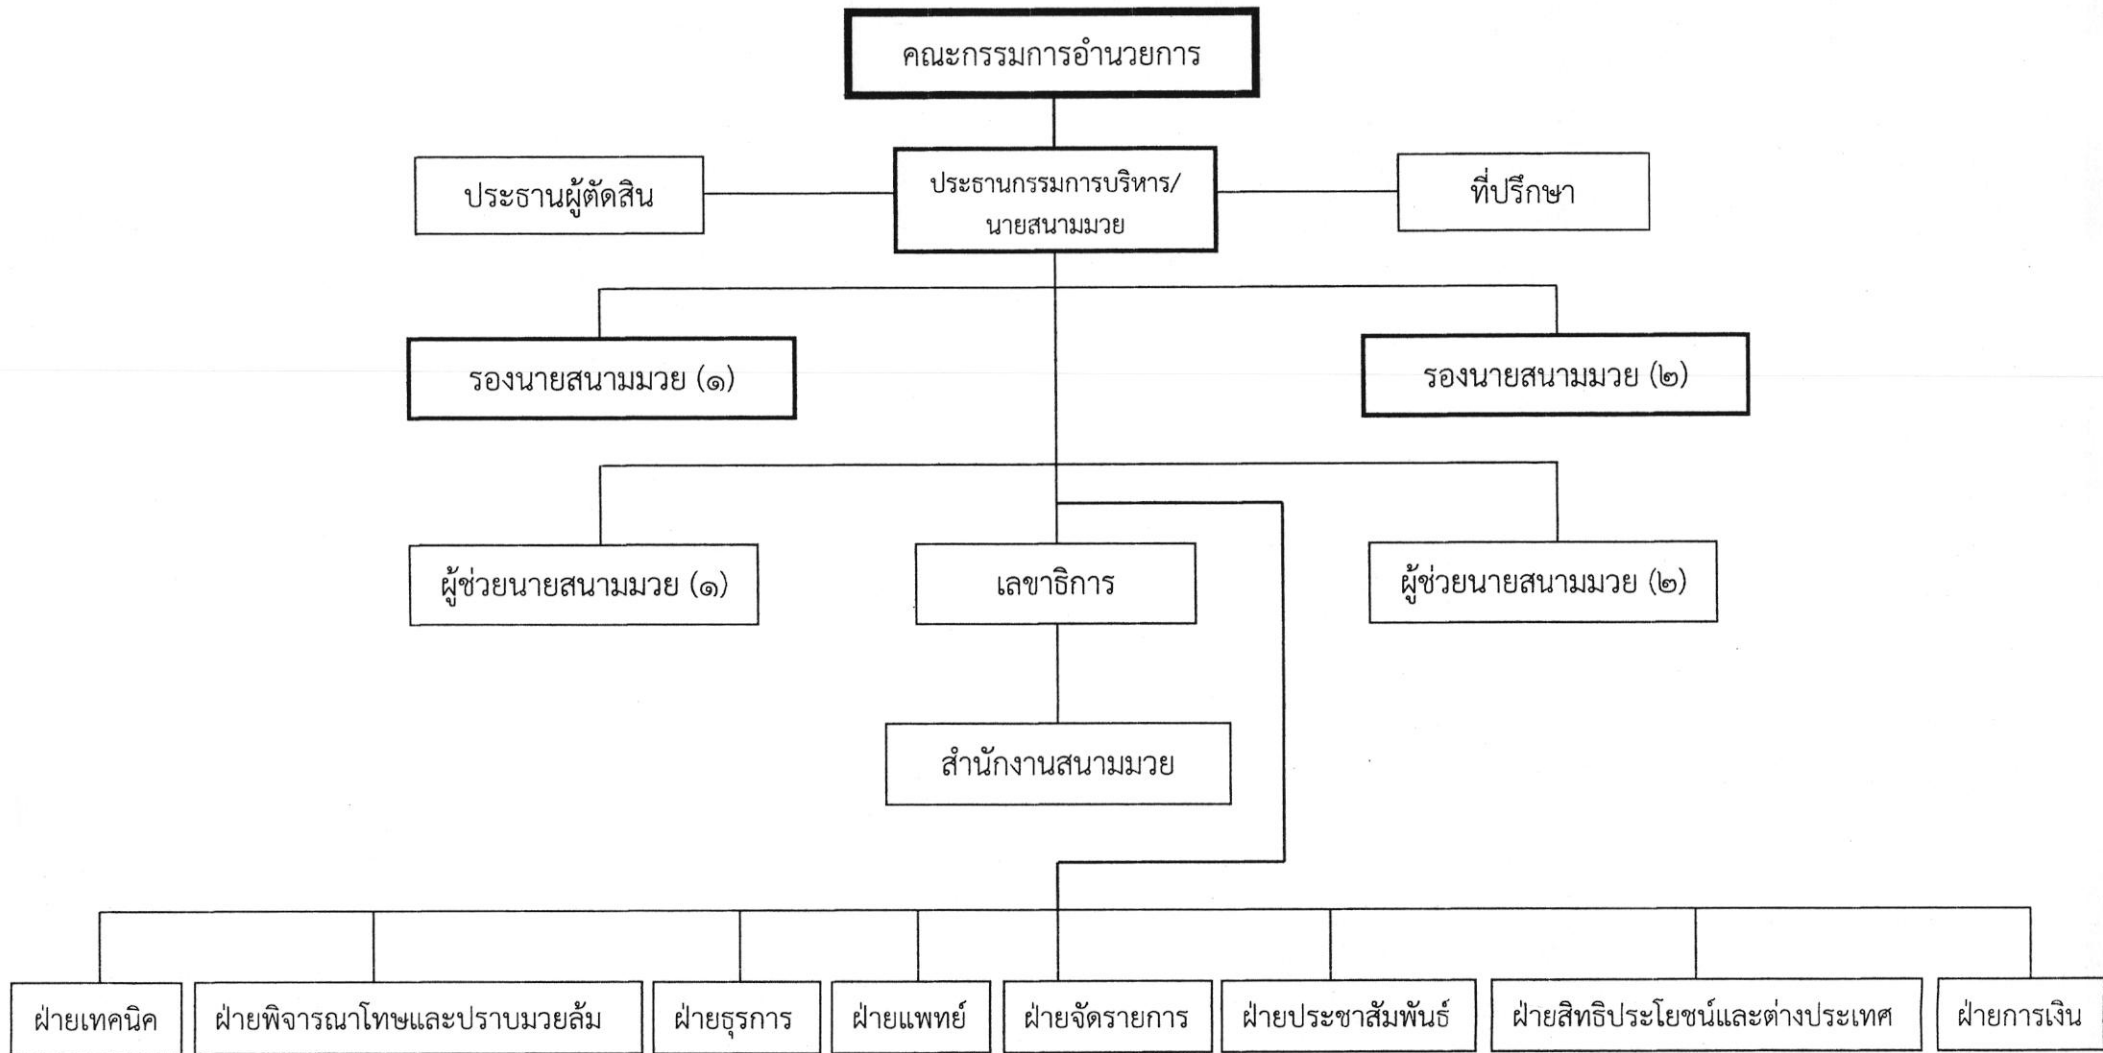 คณะกรรมการอำนวยการ
ประธานผู้ตัดสิน
ประธานกรรมการบริหาร/
นายสนามมวย
ที่ปรึกษา
รองนายสนามมวย (๑)
รองนายสนามมวย (๒)
ผู้ช่วยนายสนามมวย (๑)
เลขาธิการ
ผู้ช่วยนายสนามมวย (๒)
สำนักงานสนามมวย
ฝ่ายเทคนิค
ฝ่ายพิจารณาโทษและปราบมวยล้ม
ฝ่ายธุรการ
ฝ่ายแพทย์
ฝ่ายจัดรายการ
ฝ่ายประชาสัมพันธ์
ฝ่ายสิทธิประโยชน์และต่างประเทศ
ฝ่ายการเงิน